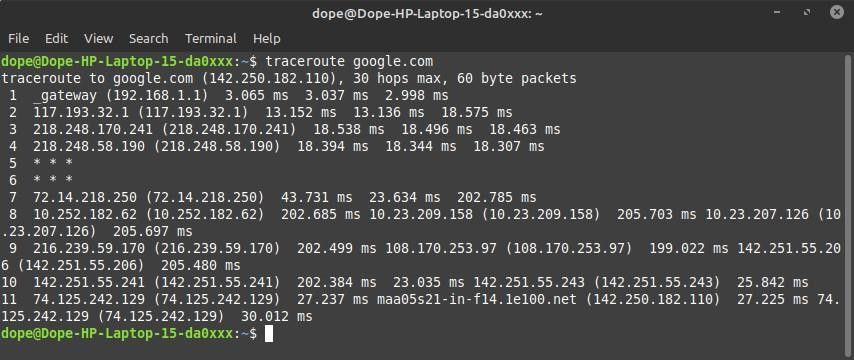 dope@Dope-HP-Laptop-15-da0xxx: ~
File Edit View Search Terminal Help
dope@Dope-HP-Laptop-15-da0xxx:~$ traceroute google.com
traceroute to google.com (142.250.182.110), 30 hops max, 60 byte packets
 1  _gateway (192.168.1.1)  3.065 ms  3.037 ms  2.998 ms
 2  117.193.32.1 (117.193.32.1)  13.152 ms  13.136 ms  18.575 ms
 3  218.248.170.241 (218.248.170.241)  18.538 ms  18.496 ms  18.463 ms
 4  218.248.58.190 (218.248.58.190)  18.394 ms  18.344 ms  18.307 ms
 5  * * *
 6  * * *
 7  72.14.218.250 (72.14.218.250)  43.731 ms  23.634 ms  202.785 ms
 8  10.252.182.62 (10.252.182.62)  202.685 ms 10.23.209.158 (10.23.209.158)  205.703 ms 10.23.207.126 (10
.23.207.126)  205.697 ms
 9  216.239.59.170 (216.239.59.170)  202.499 ms 108.170.253.97 (108.170.253.97)  199.022 ms 142.251.55.20
6 (142.251.55.206)  205.480 ms
10  142.251.55.241 (142.251.55.241)  202.384 ms  23.035 ms 142.251.55.243 (142.251.55.243)  25.842 ms
11  74.125.242.129 (74.125.242.129)  27.237 ms maa05s21-in-f14.1e100.net (142.250.182.110)  27.225 ms 74.
125.242.129 (74.125.242.129)  30.012 ms
dope@Dope-HP-Laptop-15-da0xxx:~$